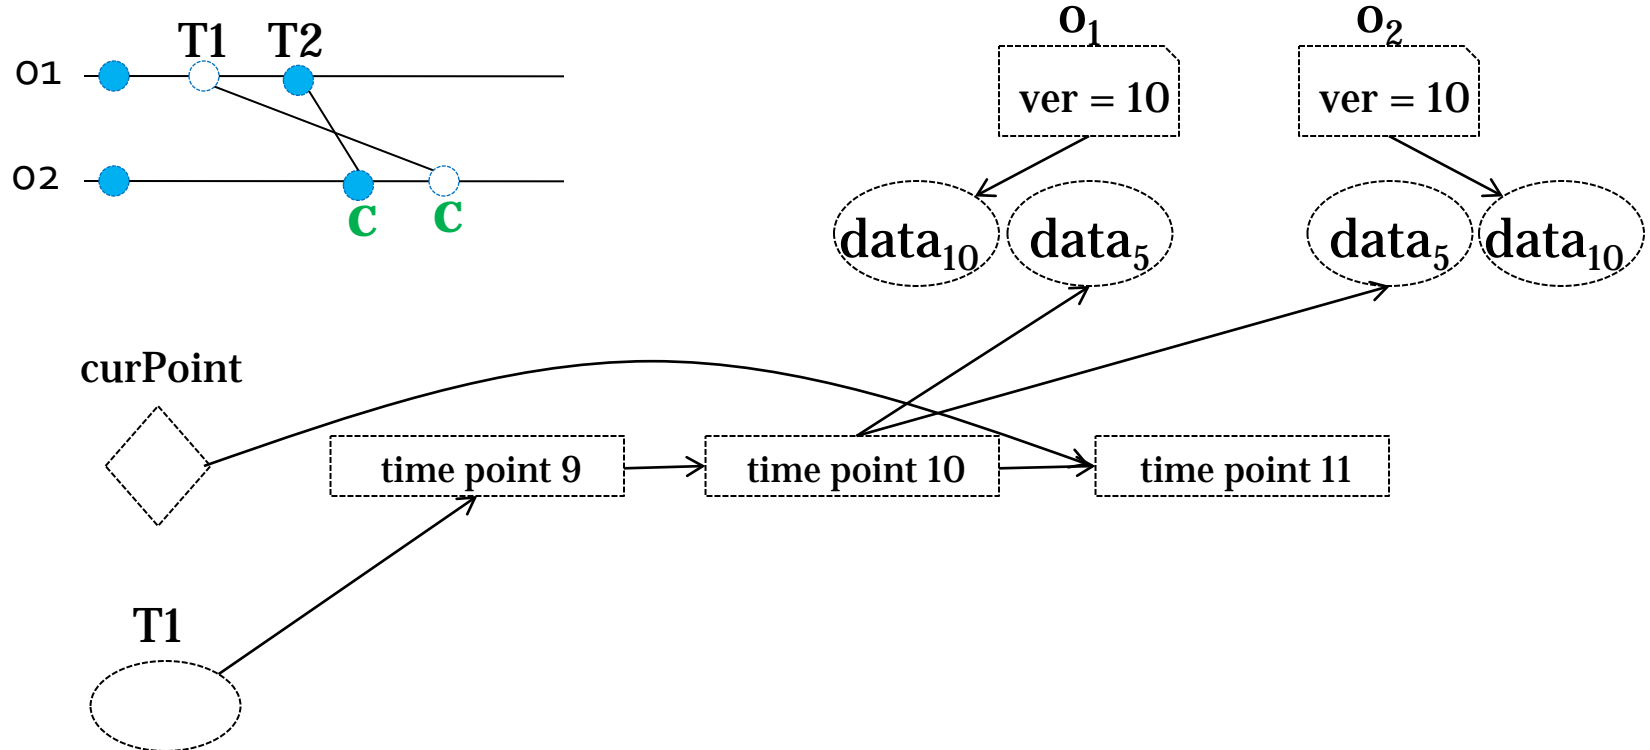 T1 T2
O1
O2
C C
o₁ o₂
ver = 10 ver = 10
data₁₀ data₅ data₅ data₁₀
curPoint
time point 9 time point 10 time point 11
T1